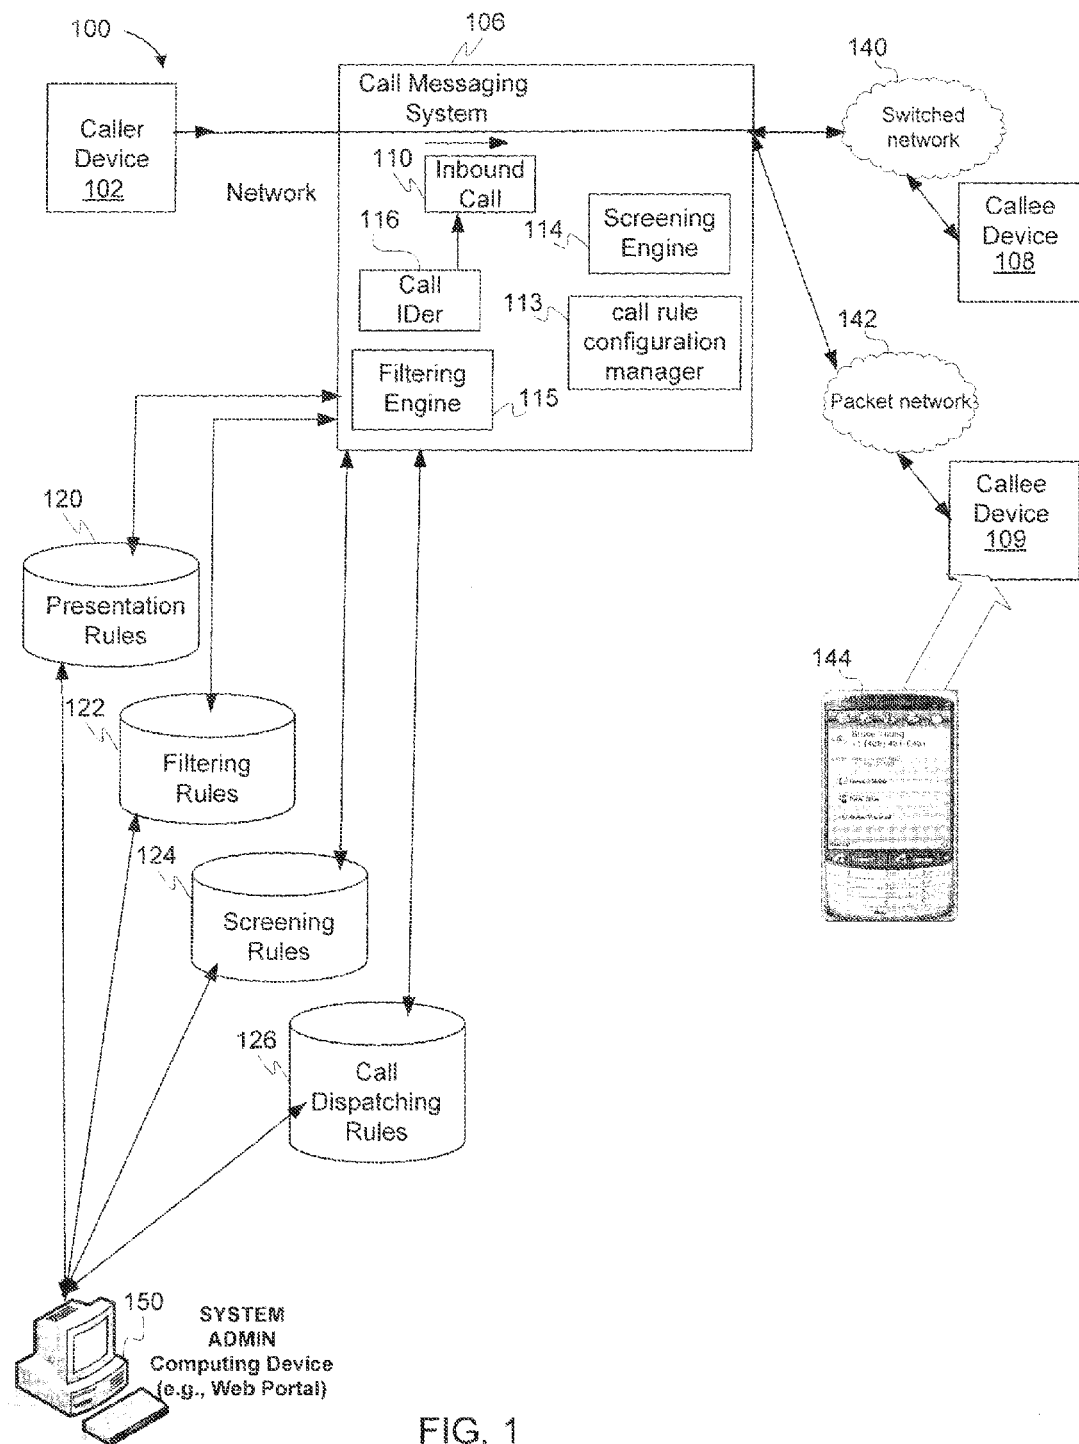 100
106
140
Caller
Device
102
Call Messaging
System
Switched
network
Network
110
Inbound
Call
Callee
Device
108
116
114
Screening
Engine
Call
IDer
113
call rule
configuration
manager
142
Filtering
Engine
115
Packet network
Callee
Device
109
120
Presentation
Rules
144
122
Filtering
Rules
124
Screening
Rules
126
Call
Dispatching
Rules
150
SYSTEM
ADMIN
Computing Device
(e.g., Web Portal)
FIG. 1